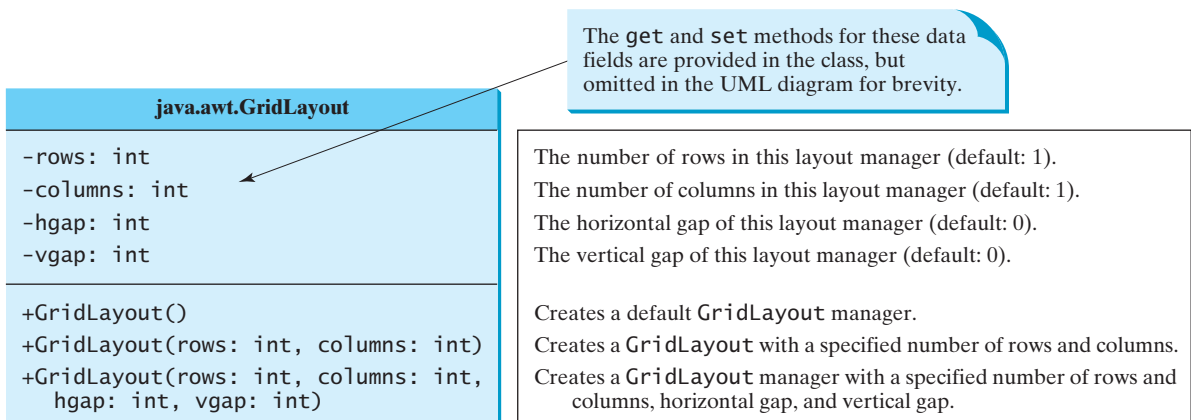 The get and set methods for these data
fields are provided in the class, but
omitted in the UML diagram for brevity.
java.awt.GridLayout
-rows: int
-columns: int
-hgap: int
-vgap: int
The number of rows in this layout manager (default: 1).
The number of columns in this layout manager (default: 1).
The horizontal gap of this layout manager (default: 0).
The vertical gap of this layout manager (default: 0).
+GridLayout()
+GridLayout(rows: int, columns: int)
+GridLayout(rows: int, columns: int,
hgap: int, vgap: int)
Creates a default GridLayout manager.
Creates a GridLayout with a specified number of rows and columns.
Creates a GridLayout manager with a specified number of rows and
columns, horizontal gap, and vertical gap.